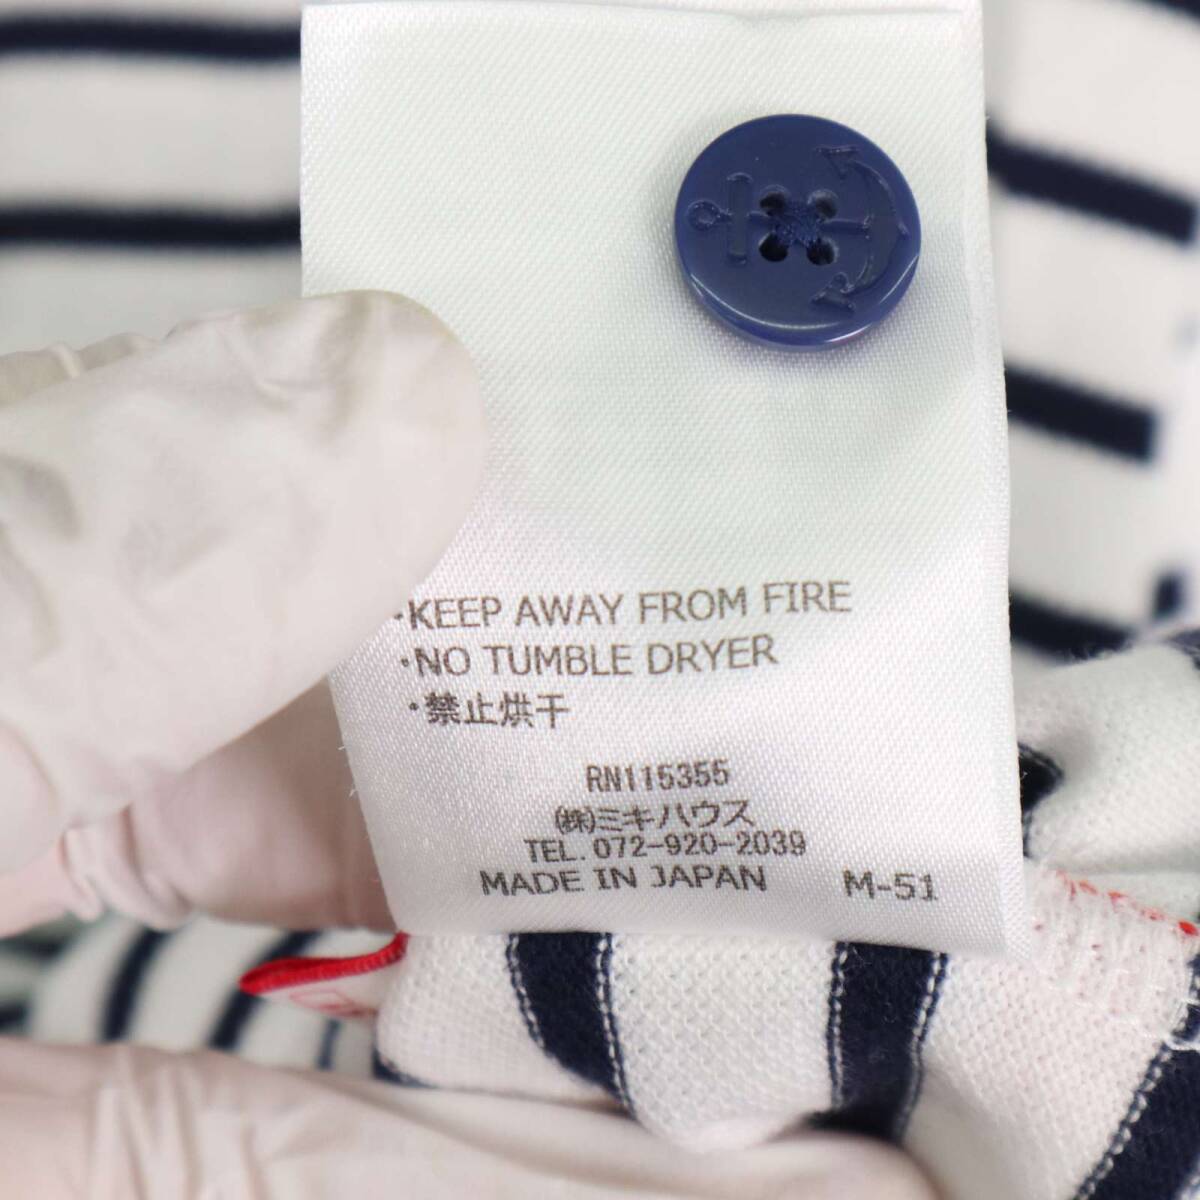 ・KEEP AWAY FROM FIRE
・NO TUMBLE DRYER
・禁止烘干
RN115355
㈱ミキハウス
TEL. 072-920-2039
MADE IN JAPAN M-51